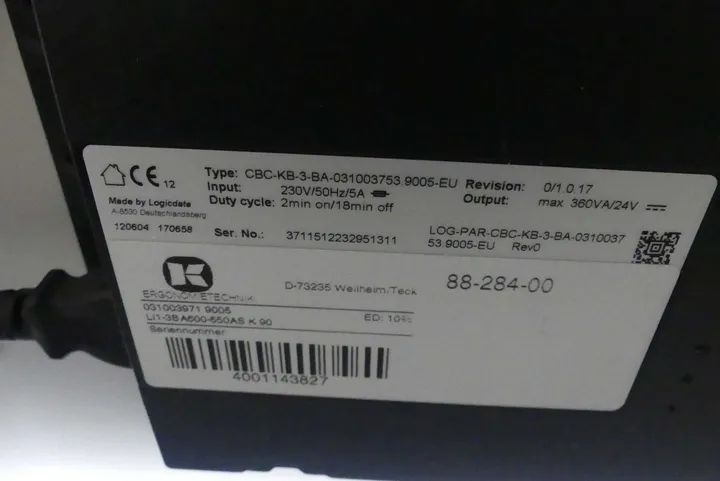 CE 12
Type: CBC-KB-3-BA-031003753.9005-EU Revision: 0/1.0.17
Input: 230V/50Hz/5A Output: max. 360VA/24V
Duty cycle: 2min on/18min off
Made by Logicdata
A-8530 Deutschlandsberg
120604 170658 Ser. No.: 3711512232951311
LOG-PAR-CBC-KB-3-BA-0310037
53.9005-EU Rev0
K
ERGONOMIETECHNIK
D-73235 Weilheim/Teck
88-284-00
031003971 9005
LI1-3BA600-650AS K 90 ED: 10%
Seriennummer
4001143827